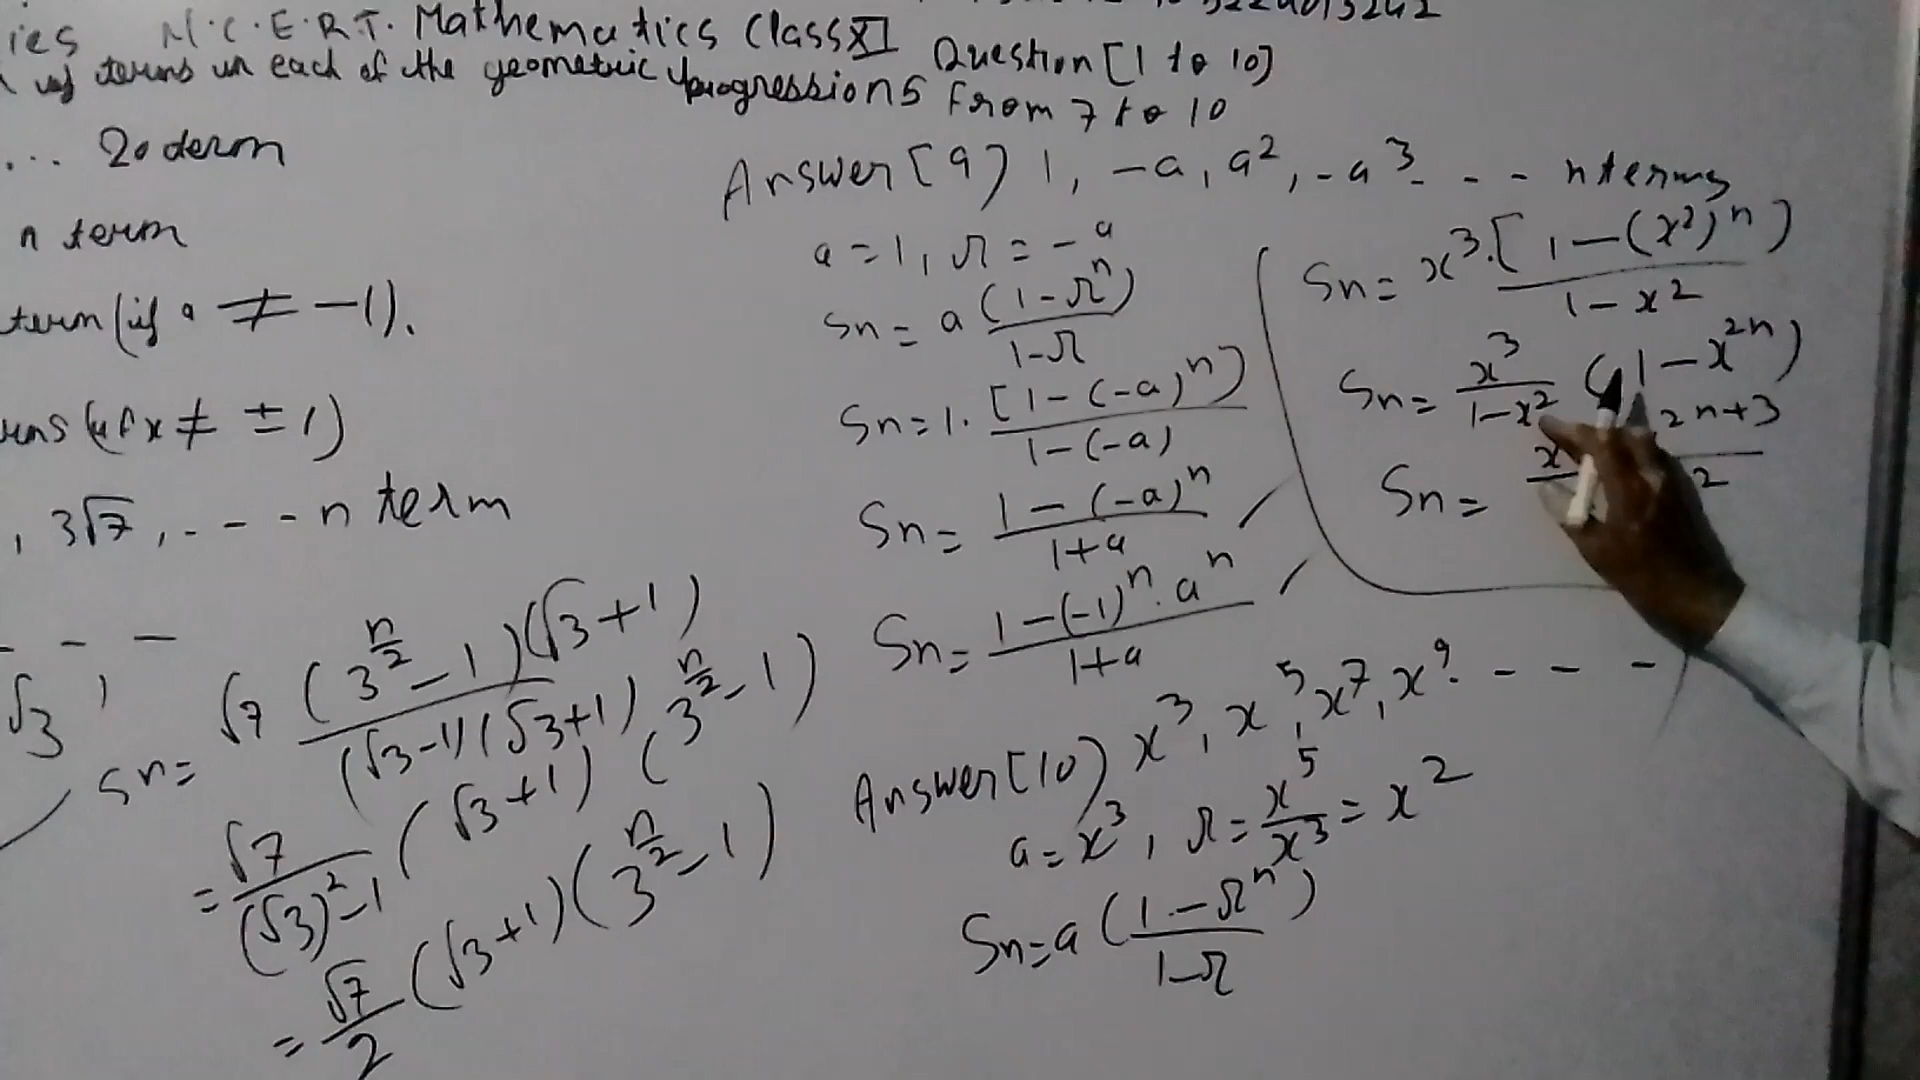 ies N.C.E.R.T. Mathematics Class XI Question [1 to 10]
of terms in each of the geometric progressions From 7 to 10
... 20 term
n term
term (if a ≠ -1).
(if x ≠ ± 1)
, 3√7, - - - n term
√3 , - - -
Sn = √7 (3^(n/2) - 1)(√3+1) / (√3-1)(√3+1)
= √7 / (√3)² - 1 (√3+1) (3^(n/2) - 1)
= √7/2 (√3+1)(3^(n/2) - 1)
Answer [9) 1, -a, a², -a³ - - - n terms
a = 1, r = -a
Sn = a (1-rⁿ) / 1-r
Sn = 1. [1-(-a)ⁿ) / 1-(-a)
Sn = 1-(-a)ⁿ / 1+a
Sn = 1-(-1)ⁿ.aⁿ / 1+a
Answer [10) x³, x⁵, x⁷, x⁹. - - -
a = x³, r = x⁵/x³ = x²
Sn = a (1-rⁿ) / 1-r
Sn = x³.[1-(x²)ⁿ) / 1-x²
Sn = x³/1-x² (1-x²ⁿ)
Sn =